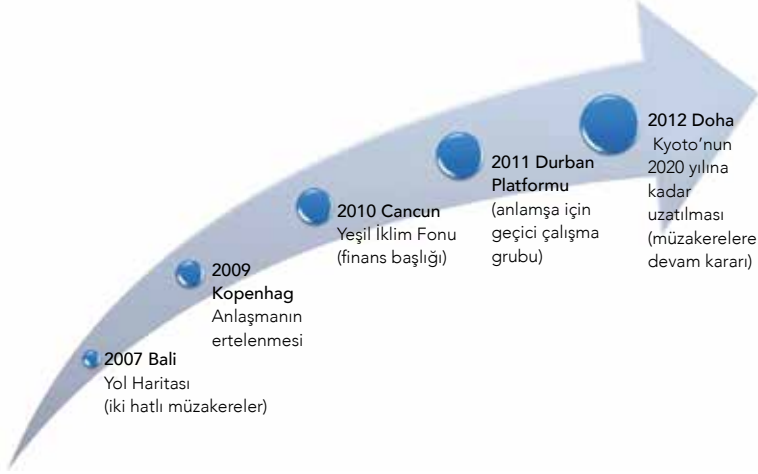 2007 Bali
Yol Haritası
(iki hatlı müzakereler)
2009
Kopenhag
Anlaşmanın
ertelenmesi
2010 Cancun
Yeşil İklim Fonu
(finans başlığı)
2011 Durban
Platformu
(anlamşa için
geçici çalışma
grubu)
2012 Doha
Kyoto’nun
2020 yılına
kadar
uzatılması
(müzakerelere
devam kararı)